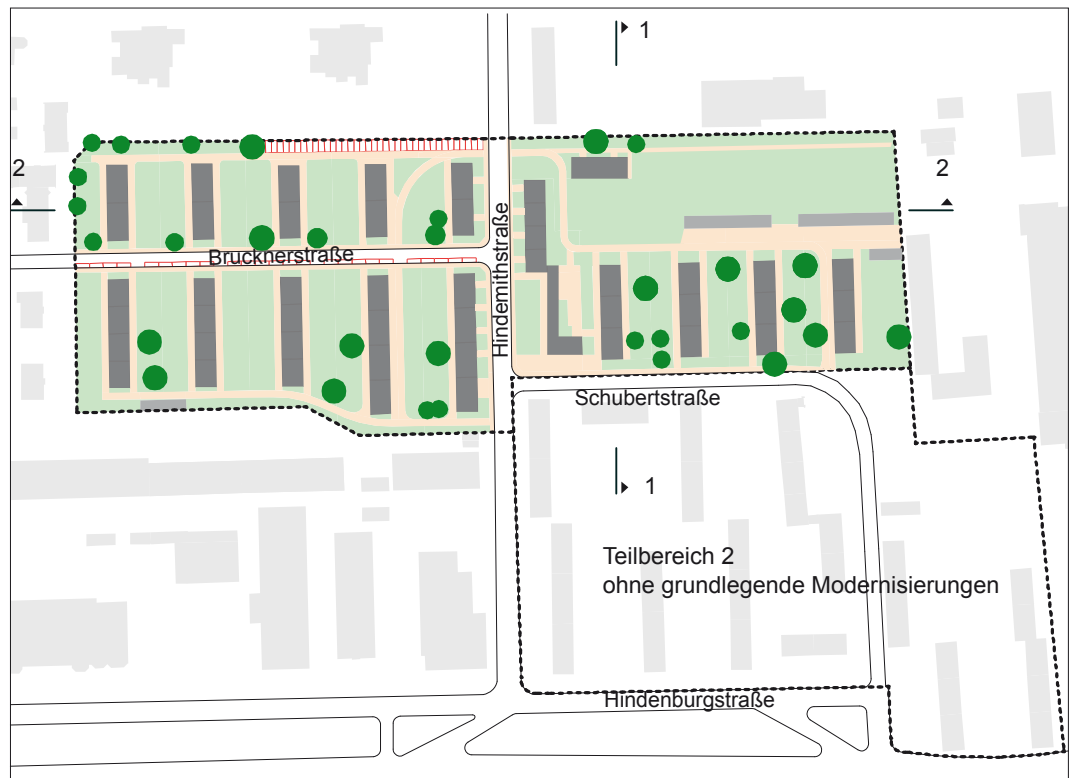 1
2
2
Brucknerstraße
Hindemithstraße
Schubertstraße
1
Teilbereich 2
ohne grundlegende Modernisierungen
Hindenburgstraße